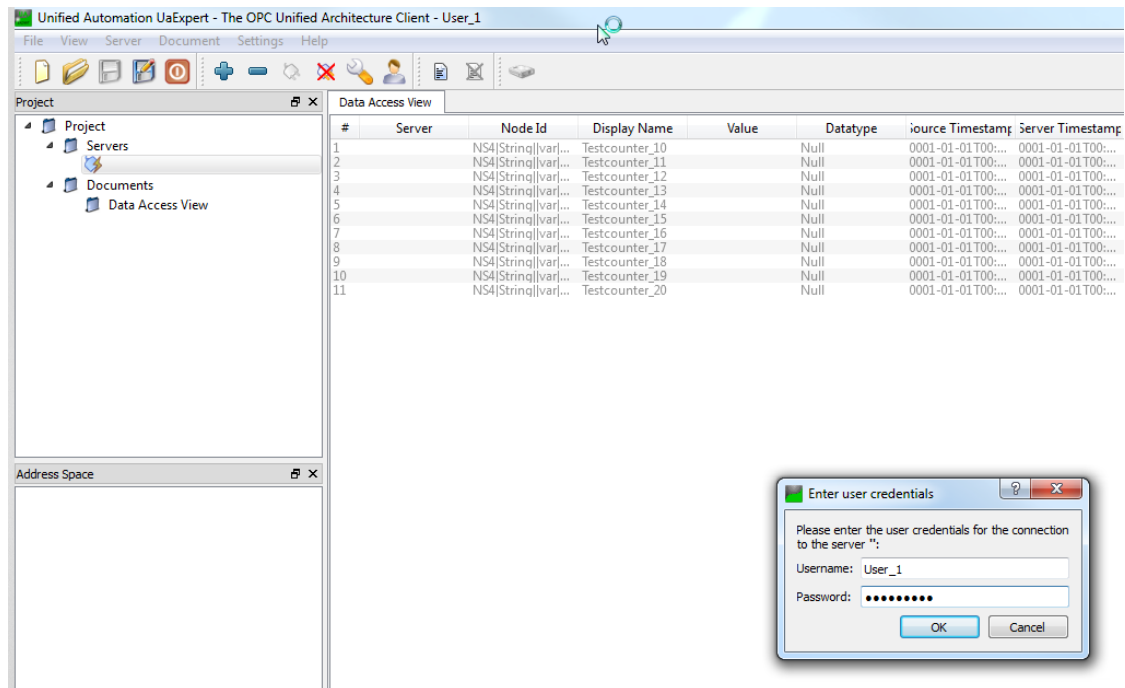 Unified Automation UaExpert - The OPC Unified Architecture Client - User_1
File View Server Document Settings Help
Project
Data Access View
Project
Servers
Documents
Data Access View
# Server Node Id Display Name Value Datatype Source Timestamp Server Timestamp
1 NS4|String||var|... Testcounter_10 Null 0001-01-01T00:... 0001-01-01T00:...
2 NS4|String||var|... Testcounter_11 Null 0001-01-01T00:... 0001-01-01T00:...
3 NS4|String||var|... Testcounter_12 Null 0001-01-01T00:... 0001-01-01T00:...
4 NS4|String||var|... Testcounter_13 Null 0001-01-01T00:... 0001-01-01T00:...
5 NS4|String||var|... Testcounter_14 Null 0001-01-01T00:... 0001-01-01T00:...
6 NS4|String||var|... Testcounter_15 Null 0001-01-01T00:... 0001-01-01T00:...
7 NS4|String||var|... Testcounter_16 Null 0001-01-01T00:... 0001-01-01T00:...
8 NS4|String||var|... Testcounter_17 Null 0001-01-01T00:... 0001-01-01T00:...
9 NS4|String||var|... Testcounter_18 Null 0001-01-01T00:... 0001-01-01T00:...
10 NS4|String||var|... Testcounter_19 Null 0001-01-01T00:... 0001-01-01T00:...
11 NS4|String||var|... Testcounter_20 Null 0001-01-01T00:... 0001-01-01T00:...
Address Space
Enter user credentials
Please enter the user credentials for the connection
to the server '':
Username: User_1
Password: ●●●●●●●●●
OK Cancel